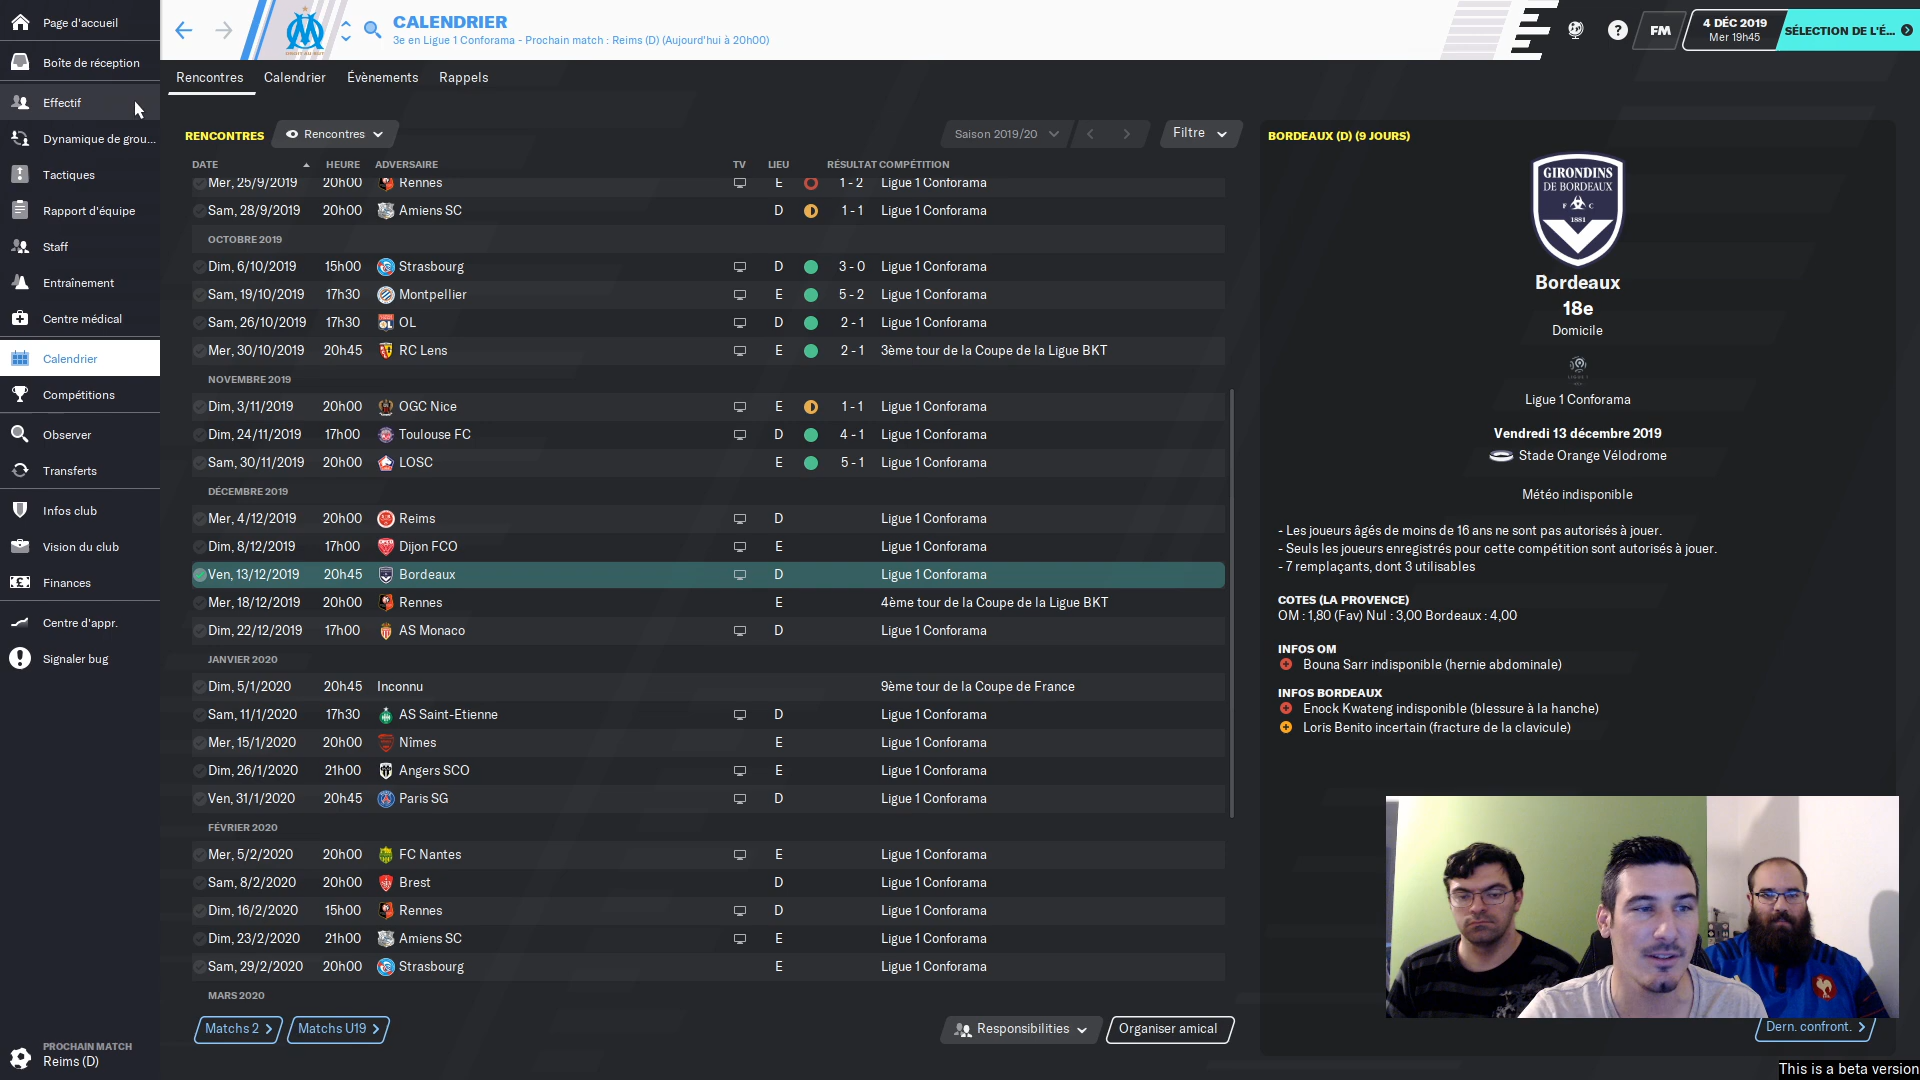 Page d'accueil
Boîte de réception
Effectif
Dynamique de grou...
Tactiques
Rapport d'équipe
Staff
Entraînement
Centre médical
Calendrier
Compétitions
Observer
Transferts
Infos club
Vision du club
Finances
Centre d'appr.
Signaler bug
PROCHAIN MATCH
Reims (D)
CALENDRIER
3e en Ligue 1 Conforama - Prochain match : Reims (D) (Aujourd'hui à 20h00)
?
FM
4 DÉC 2019
Mer 19h45
SÉLECTION DE L'É...
Rencontres Calendrier Évènements Rappels
RENCONTRES Rencontres Saison 2019/20 Filtre
DATE HEURE ADVERSAIRE TV LIEU RÉSULTAT COMPÉTITION
Mer, 25/9/2019 20h00 Rennes E 1 - 2 Ligue 1 Conforama
Sam, 28/9/2019 20h00 Amiens SC D 1 - 1 Ligue 1 Conforama
OCTOBRE 2019
Dim, 6/10/2019 15h00 Strasbourg D 3 - 0 Ligue 1 Conforama
Sam, 19/10/2019 17h30 Montpellier E 5 - 2 Ligue 1 Conforama
Sam, 26/10/2019 17h30 OL D 2 - 1 Ligue 1 Conforama
Mer, 30/10/2019 20h45 RC Lens E 2 - 1 3ème tour de la Coupe de la Ligue BKT
NOVEMBRE 2019
Dim, 3/11/2019 20h00 OGC Nice E 1 - 1 Ligue 1 Conforama
Dim, 24/11/2019 17h00 Toulouse FC D 4 - 1 Ligue 1 Conforama
Sam, 30/11/2019 20h00 LOSC E 5 - 1 Ligue 1 Conforama
DÉCEMBRE 2019
Mer, 4/12/2019 20h00 Reims D Ligue 1 Conforama
Dim, 8/12/2019 17h00 Dijon FCO E Ligue 1 Conforama
Ven, 13/12/2019 20h45 Bordeaux D Ligue 1 Conforama
Mer, 18/12/2019 20h00 Rennes E 4ème tour de la Coupe de la Ligue BKT
Dim, 22/12/2019 17h00 AS Monaco D Ligue 1 Conforama
JANVIER 2020
Dim, 5/1/2020 20h45 Inconnu 9ème tour de la Coupe de France
Sam, 11/1/2020 17h30 AS Saint-Etienne D Ligue 1 Conforama
Mer, 15/1/2020 20h00 Nîmes E Ligue 1 Conforama
Dim, 26/1/2020 21h00 Angers SCO E Ligue 1 Conforama
Ven, 31/1/2020 20h45 Paris SG D Ligue 1 Conforama
FÉVRIER 2020
Mer, 5/2/2020 20h00 FC Nantes E Ligue 1 Conforama
Sam, 8/2/2020 20h00 Brest D Ligue 1 Conforama
Dim, 16/2/2020 15h00 Rennes D Ligue 1 Conforama
Dim, 23/2/2020 21h00 Amiens SC E Ligue 1 Conforama
Sam, 29/2/2020 20h00 Strasbourg E Ligue 1 Conforama
MARS 2020
Matchs 2 Matchs U19 Responsibilities Organiser amical
BORDEAUX (D) (9 JOURS)
GIRONDINS
DE BORDEAUX
F C
1881
Bordeaux
18e
Domicile
Ligue 1 Conforama
Vendredi 13 décembre 2019
Stade Orange Vélodrome
Météo indisponible
- Les joueurs âgés de moins de 16 ans ne sont pas autorisés à jouer.
- Seuls les joueurs enregistrés pour cette compétition sont autorisés à jouer.
- 7 remplaçants, dont 3 utilisables
COTES (LA PROVENCE)
OM : 1,80 (Fav) Nul : 3,00 Bordeaux : 4,00
INFOS OM
Bouna Sarr indisponible (hernie abdominale)
INFOS BORDEAUX
Enock Kwateng indisponible (blessure à la hanche)
Loris Benito incertain (fracture de la clavicule)
Dern. confront.
This is a beta version